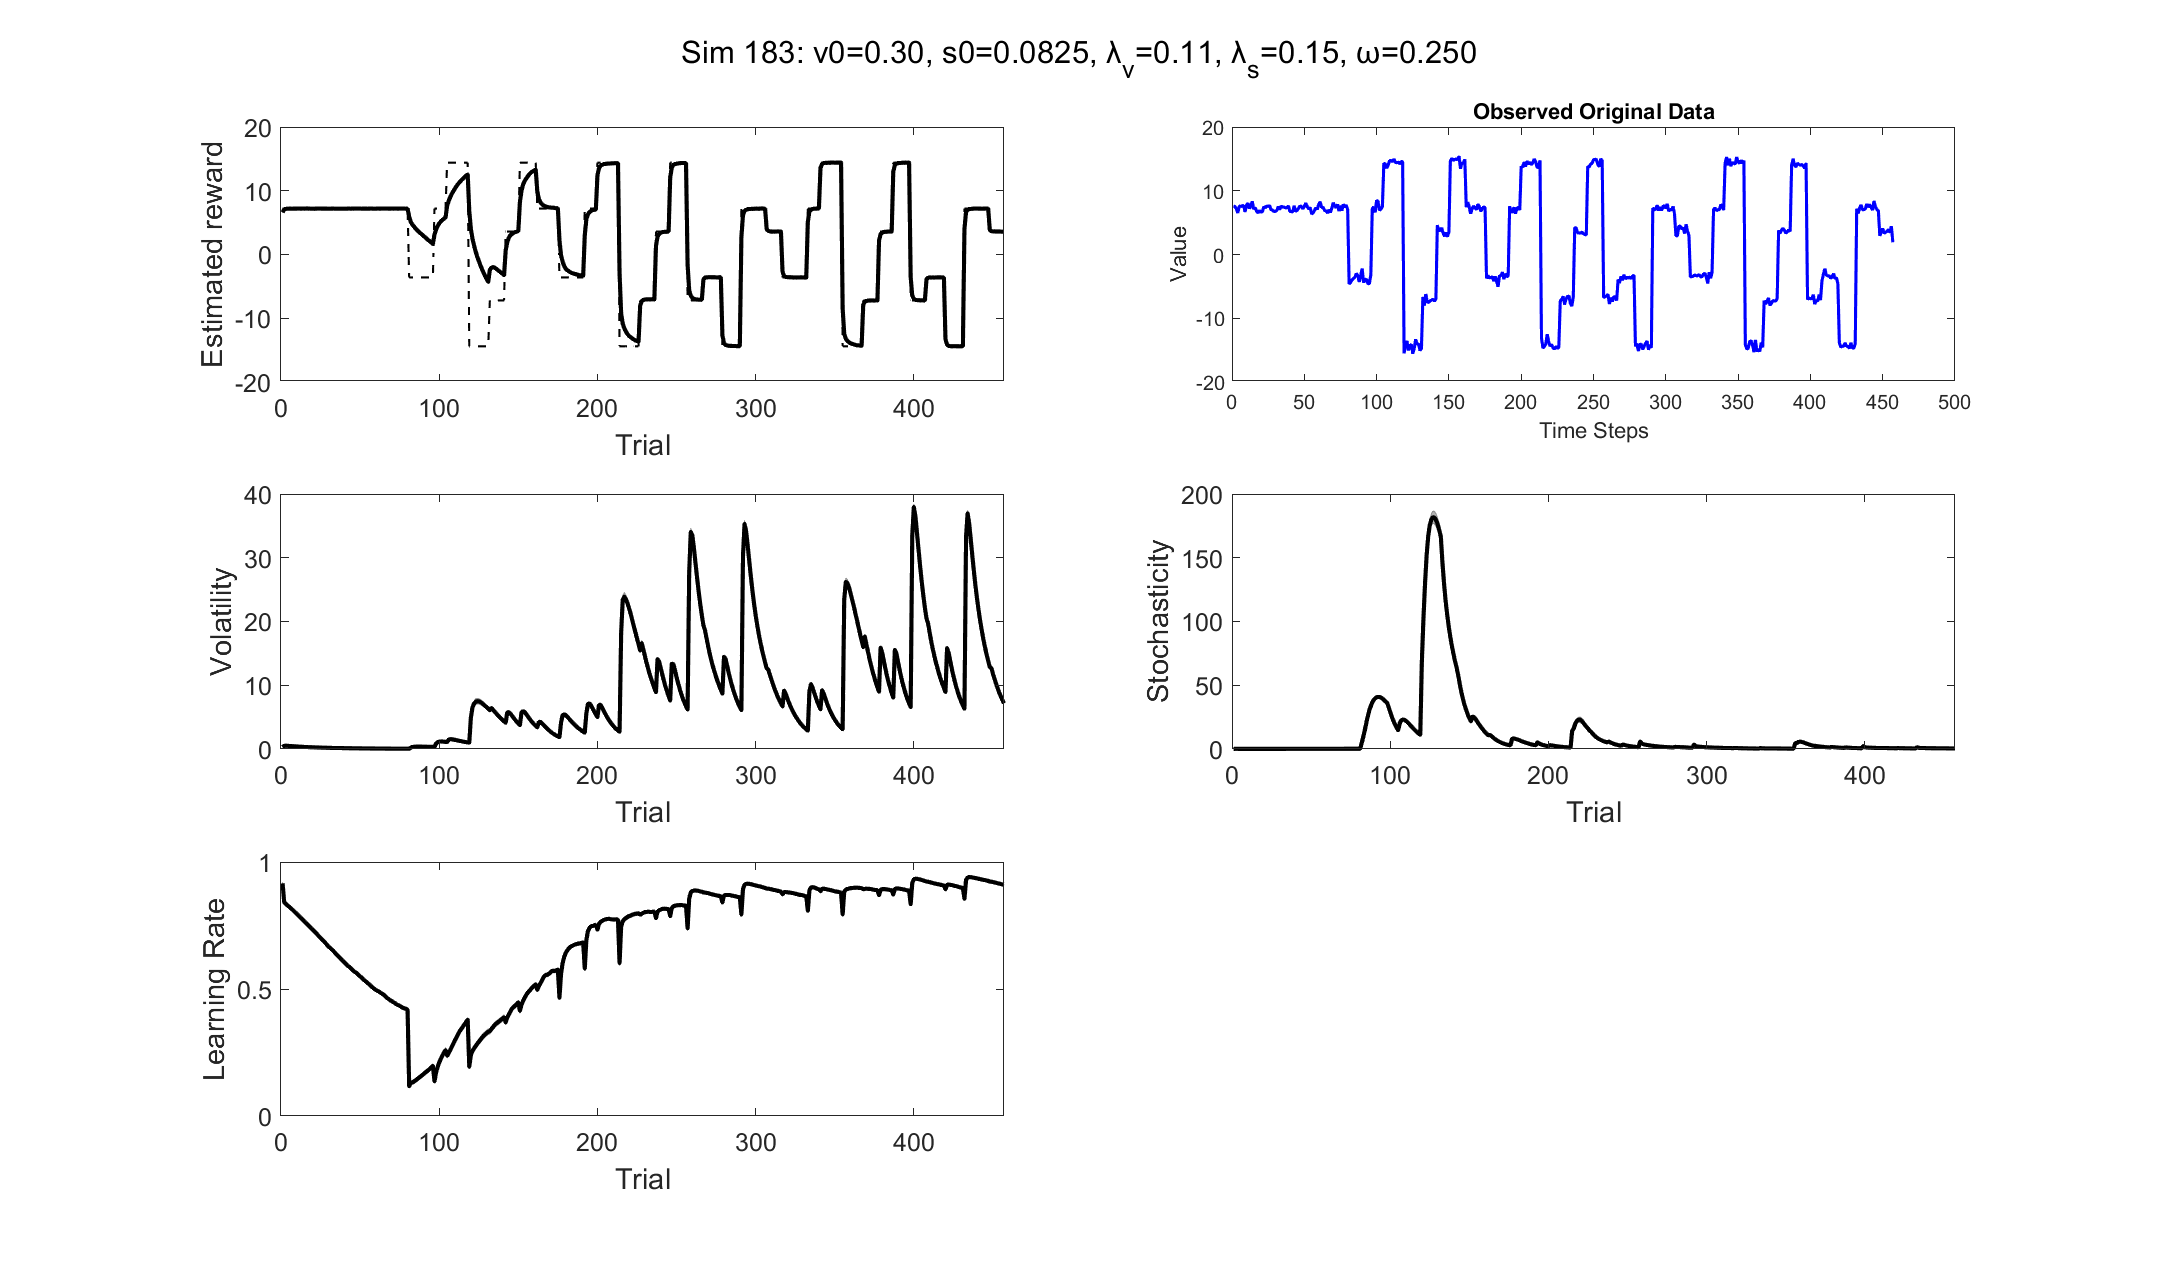 Sim 183: v0=0.30, s0=0.0825, λv=0.11, λs=0.15, ω=0.250
Estimated reward
20
10
0
-10
-20
0 100 200 300 400
Trial
Observed Original Data
Value
20
10
0
-10
-20
0 50 100 150 200 250 300 350 400 450 500
Time Steps
Volatility
40
30
20
10
0
0 100 200 300 400
Trial
Stochasticity
200
150
100
50
0
0 100 200 300 400
Trial
Learning Rate
1
0.5
0
0 100 200 300 400
Trial